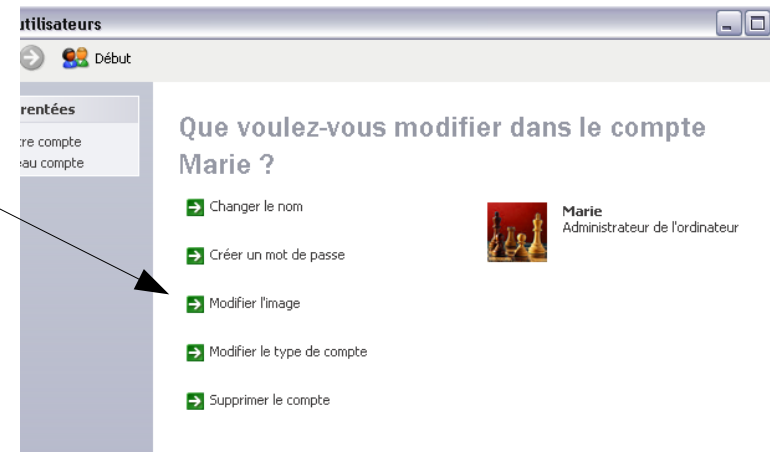 utilisateurs
Début
rentées
tre compte
eau compte
Que voulez-vous modifier dans le compte
Marie ?
Changer le nom
Marie
Administrateur de l'ordinateur
Créer un mot de passe
Modifier l'image
Modifier le type de compte
Supprimer le compte